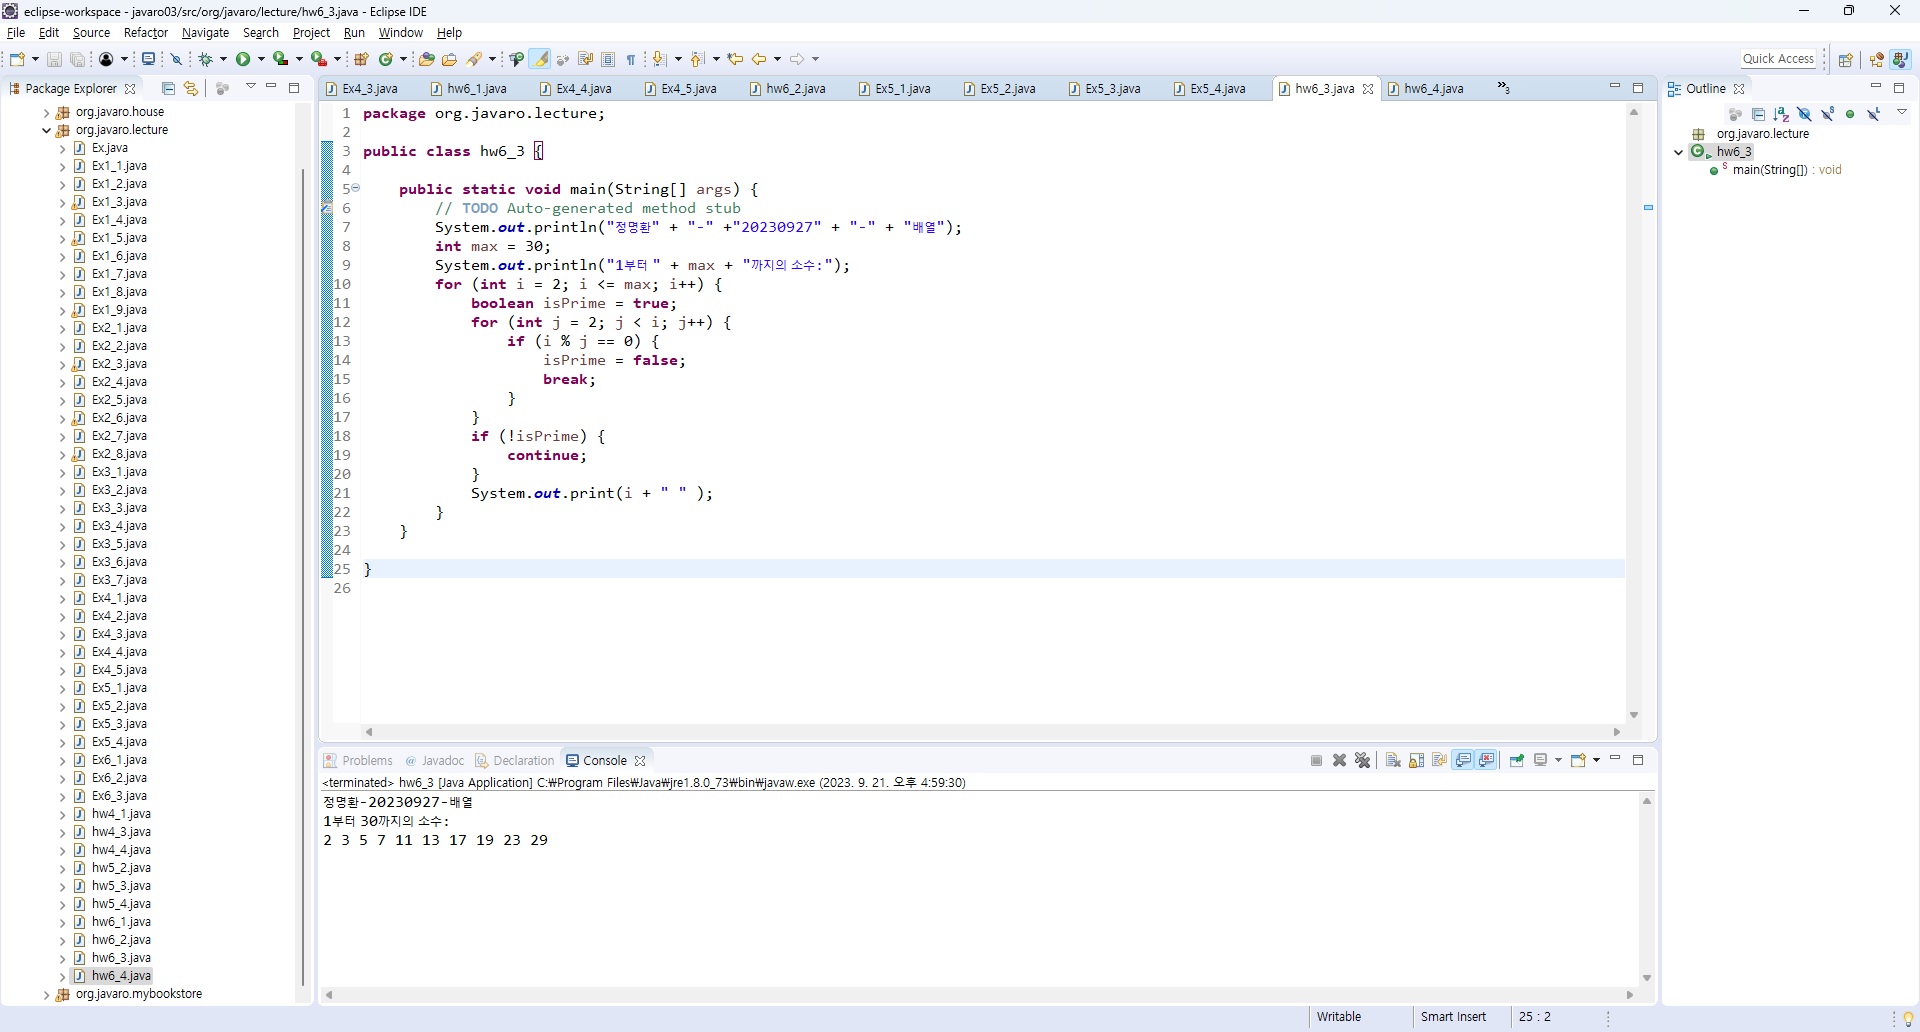 eclipse-workspace - javaro03/src/org/javaro/lecture/hw6_3.java - Eclipse IDE
File Edit Source Refactor Navigate Search Project Run Window Help
Quick Access
Package Explorer
org.javaro.house
org.javaro.lecture
Ex.java
Ex1_1.java
Ex1_2.java
Ex1_3.java
Ex1_4.java
Ex1_5.java
Ex1_6.java
Ex1_7.java
Ex1_8.java
Ex1_9.java
Ex2_1.java
Ex2_2.java
Ex2_3.java
Ex2_4.java
Ex2_5.java
Ex2_6.java
Ex2_7.java
Ex2_8.java
Ex3_1.java
Ex3_2.java
Ex3_3.java
Ex3_4.java
Ex3_5.java
Ex3_6.java
Ex3_7.java
Ex4_1.java
Ex4_2.java
Ex4_3.java
Ex4_4.java
Ex4_5.java
Ex5_1.java
Ex5_2.java
Ex5_3.java
Ex5_4.java
Ex6_1.java
Ex6_2.java
Ex6_3.java
hw4_1.java
hw4_3.java
hw4_4.java
hw5_2.java
hw5_3.java
hw5_4.java
hw6_1.java
hw6_2.java
hw6_3.java
hw6_4.java
org.javaro.mybookstore
Ex4_3.java hw6_1.java Ex4_4.java Ex4_5.java hw6_2.java Ex5_1.java Ex5_2.java Ex5_3.java Ex5_4.java hw6_3.java hw6_4.java »3
1 package org.javaro.lecture;
2
3 public class hw6_3 {
4
5 public static void main(String[] args) {
6 // TODO Auto-generated method stub
7 System.out.println("정명환" + "-" +"20230927" + "-" + "배열");
8 int max = 30;
9 System.out.println("1부터 " + max + "까지의 소수:");
10 for (int i = 2; i <= max; i++) {
11 boolean isPrime = true;
12 for (int j = 2; j < i; j++) {
13 if (i % j == 0) {
14 isPrime = false;
15 break;
16 }
17 }
18 if (!isPrime) {
19 continue;
20 }
21 System.out.print(i + " " );
22 }
23 }
24
25 }
26
Problems Javadoc Declaration Console
<terminated> hw6_3 [Java Application] C:₩Program Files₩Java₩jre1.8.0_73₩bin₩javaw.exe (2023. 9. 21. 오후 4:59:30)
정명환-20230927-배열
1부터 30까지의 소수:
2 3 5 7 11 13 17 19 23 29
Outline
org.javaro.lecture
hw6_3
main(String[]) : void
Writable Smart Insert 25 : 2